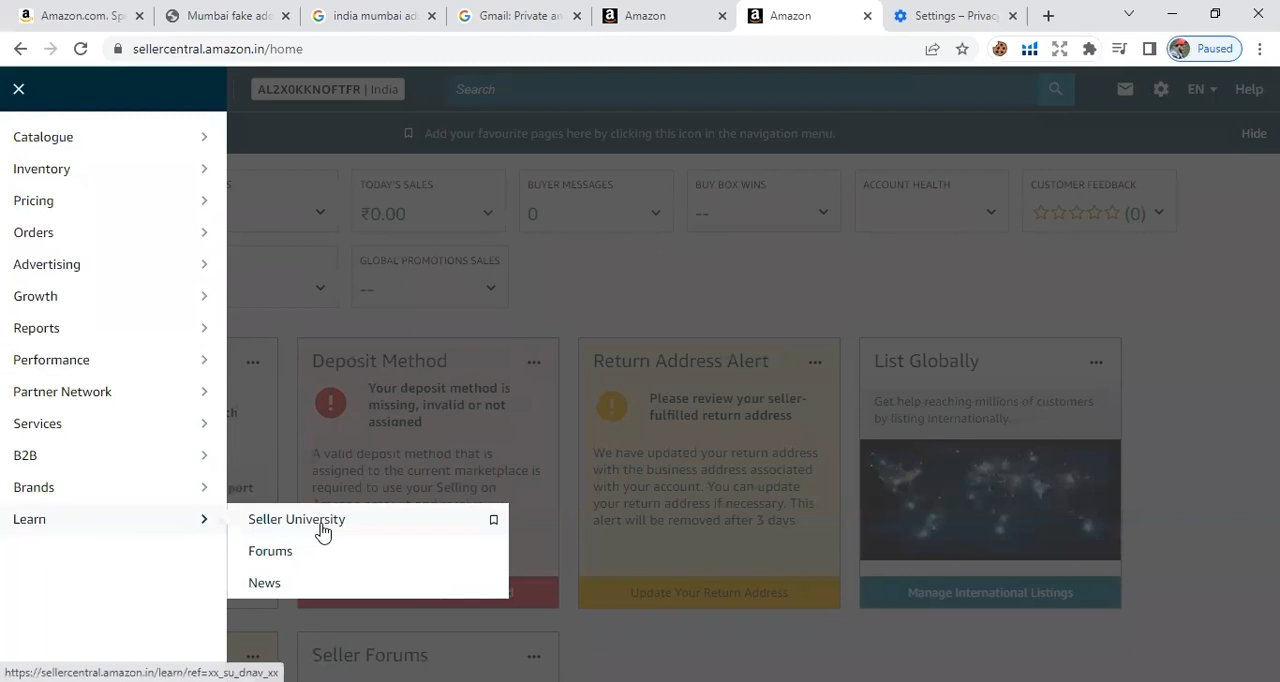 Amazon.com. Spe
Mumbai fake add
india mumbai ad
Gmail: Private an
Amazon
Amazon
Settings – Privac
sellercentral.amazon.in/home
Paused
AL2X0KKNOFTFR | India
Search
EN
Help
Add your favourite pages here by clicking this icon in the navigation menu.
Hide
Catalogue
Inventory
Pricing
Orders
Advertising
Growth
Reports
Performance
Partner Network
Services
B2B
Brands
Learn
S
TODAY'S SALES
₹0.00
BUYER MESSAGES
0
BUY BOX WINS
--
ACCOUNT HEALTH
CUSTOMER FEEDBACK
(0)
GLOBAL PROMOTIONS SALES
--
Deposit Method
Your deposit method is
missing, invalid or not
assigned
A valid deposit method that is
assigned to the current marketplace is
required to use your Selling on
Return Address Alert
Please review your seller-
fulfilled return address
We have updated your return address
with the business address associated
with your account. You can update
your return address if necessary. This
alert will be removed after 3 days
Update Your Return Address
List Globally
Get help reaching millions of customers
by listing internationally.
Manage International Listings
th
port
Seller University
Forums
News
d
Seller Forums
https://sellercentral.amazon.in/learn/ref=xx_su_dnav_xx